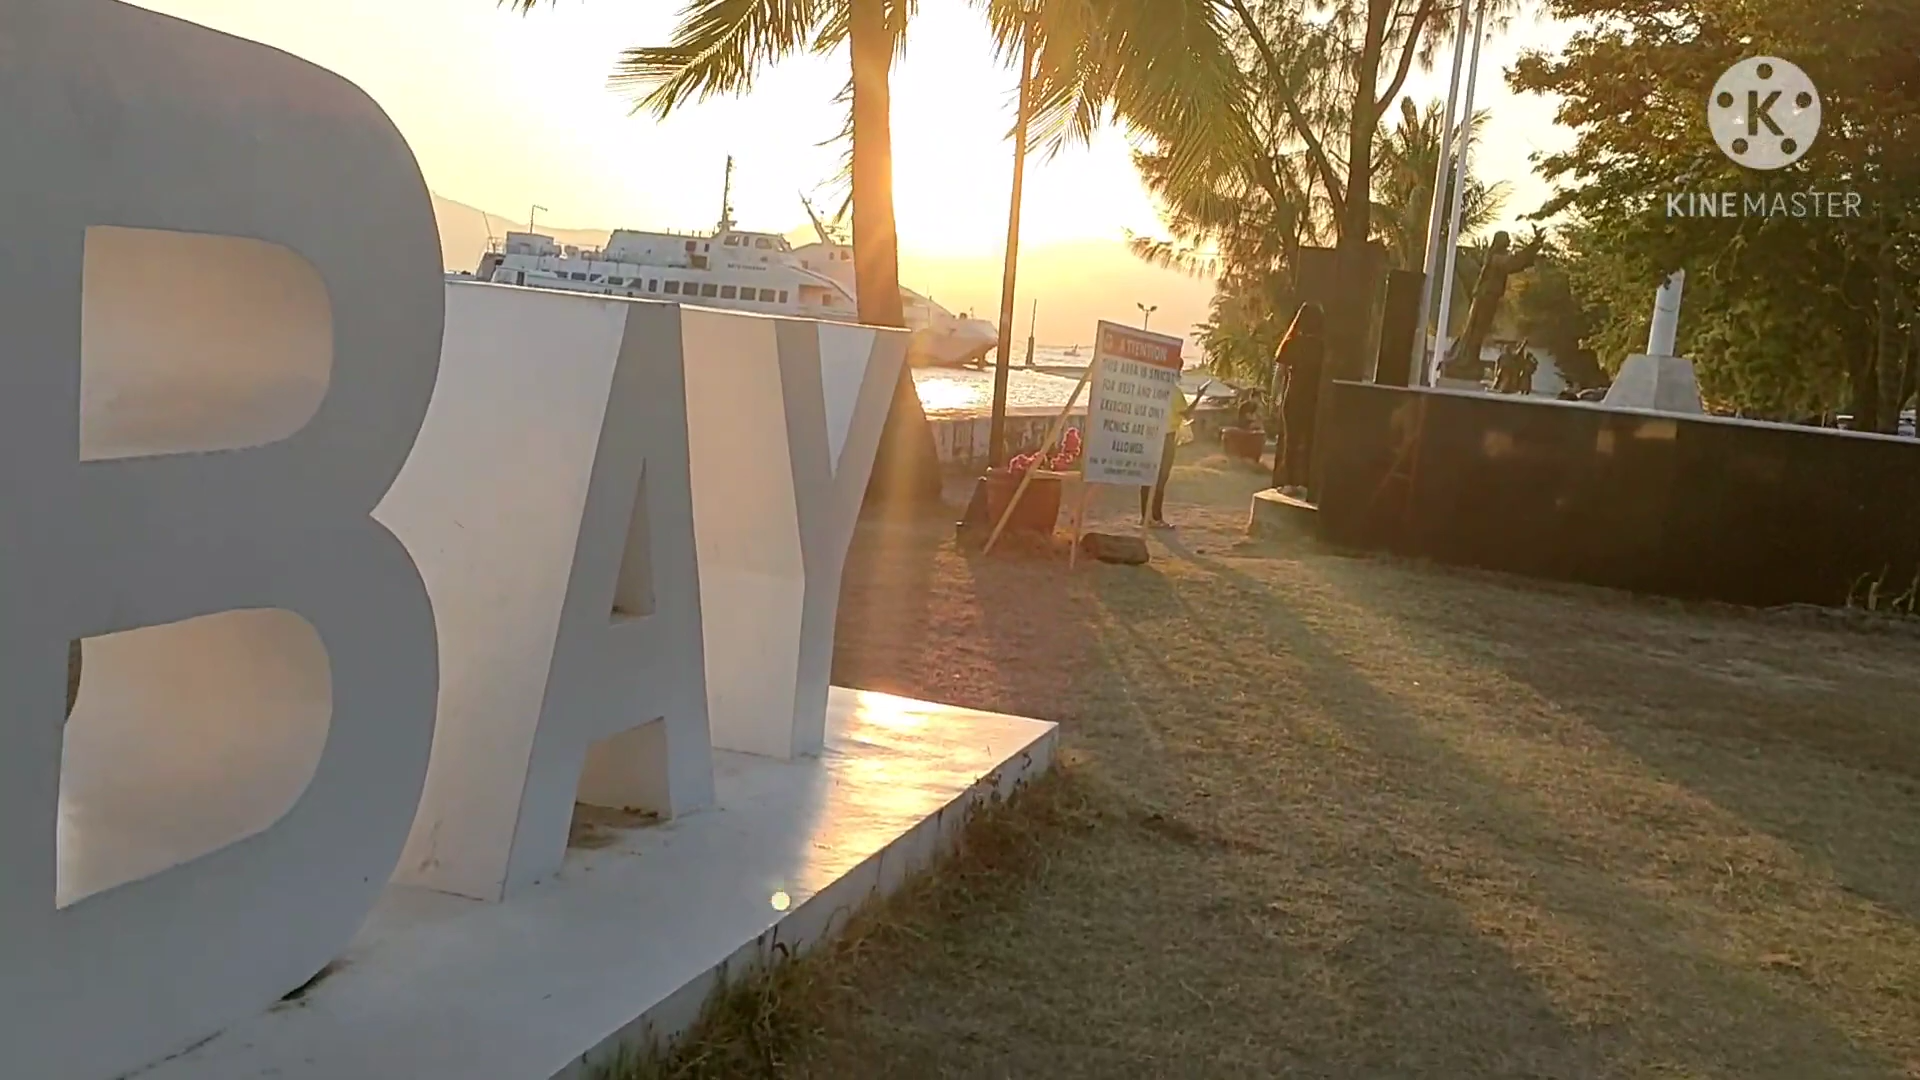 BAY
ATTENTION
THIS AREA IS STRICTLY
FOR REST AND LIGHT
EXERCISE USE ONLY.
PICNICS ARE NOT
ALLOWED.
K
KINEMASTER